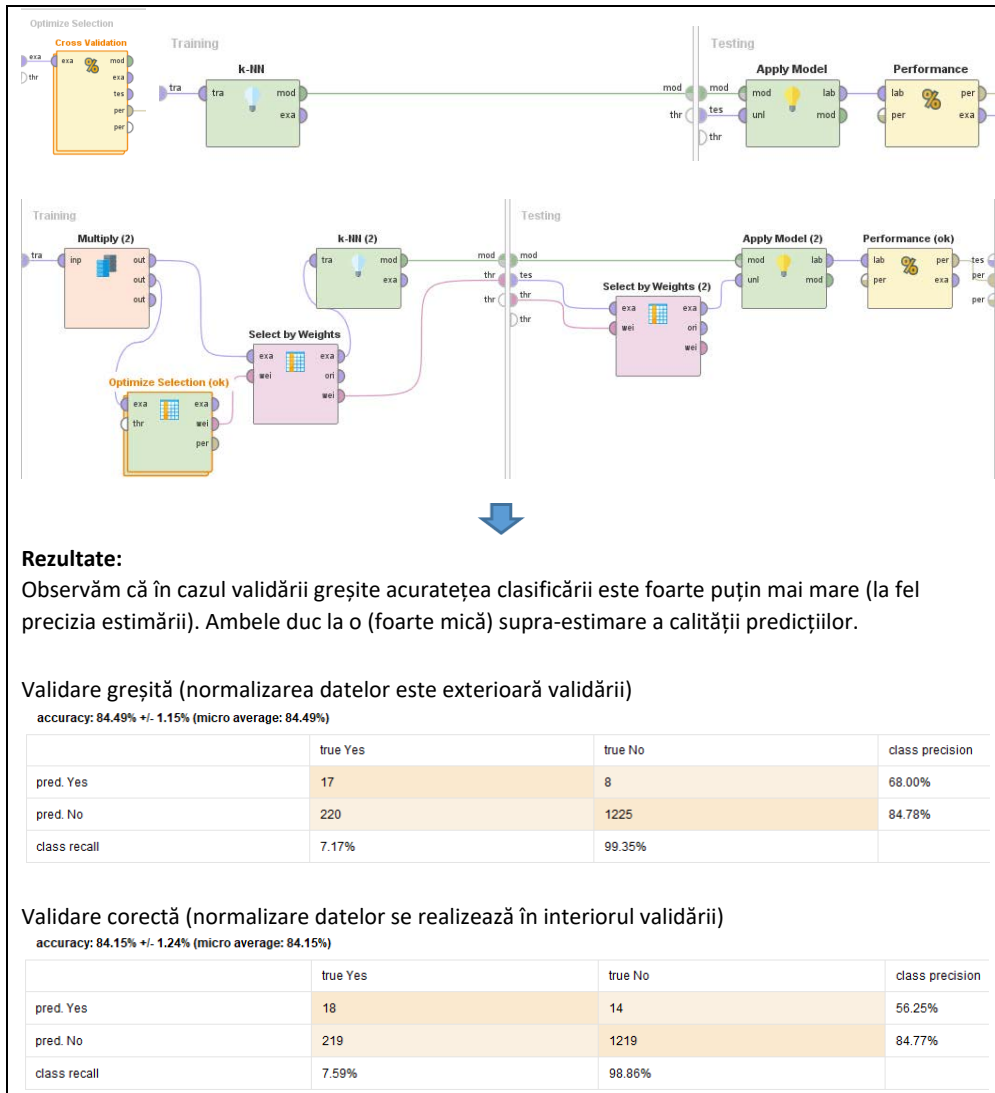 Optimize Selection
Cross Validation
exa
thr
exa
mod
exa
tes
per
per
Training
tra
k-NN
tra
mod
exa
mod
thr
Testing
mod
tes
thr
Apply Model
mod
lab
unl
mod
Performance
lab
per
per
exa
Training
tra
Multiply (2)
inp
out
out
out
k-NN (2)
tra
mod
exa
mod
thr
thr
Select by Weights
exa
exa
wei
ori
wei
Optimize Selection (ok)
exa
exa
thr
wei
per
Testing
mod
tes
thr
thr
Select by Weights (2)
exa
exa
wei
ori
wei
Apply Model (2)
mod
lab
unl
mod
Performance (ok)
lab
per
per
exa
tes
per
per
Rezultate:
Observăm că în cazul validării greșite acuratețea clasificării este foarte puțin mai mare (la fel
precizia estimării). Ambele duc la o (foarte mică) supra-estimare a calității predicțiilor.
Validare greșită (normalizarea datelor este exterioară validării)
accuracy: 84.49% +/- 1.15% (micro average: 84.49%)
true Yes true No class precision
pred. Yes 17 8 68.00%
pred. No 220 1225 84.78%
class recall 7.17% 99.35%
Validare corectă (normalizare datelor se realizează în interiorul validării)
accuracy: 84.15% +/- 1.24% (micro average: 84.15%)
true Yes true No class precision
pred. Yes 18 14 56.25%
pred. No 219 1219 84.77%
class recall 7.59% 98.86%